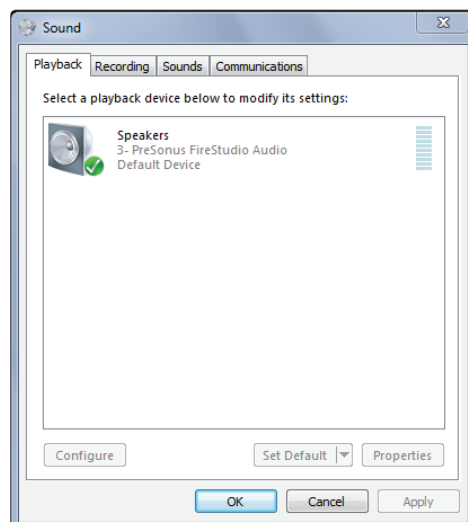 Sound
Playback Recording Sounds Communications
Select a playback device below to modify its settings:
Speakers
3- PreSonus FireStudio Audio
Default Device
Configure Set Default Properties
OK Cancel Apply